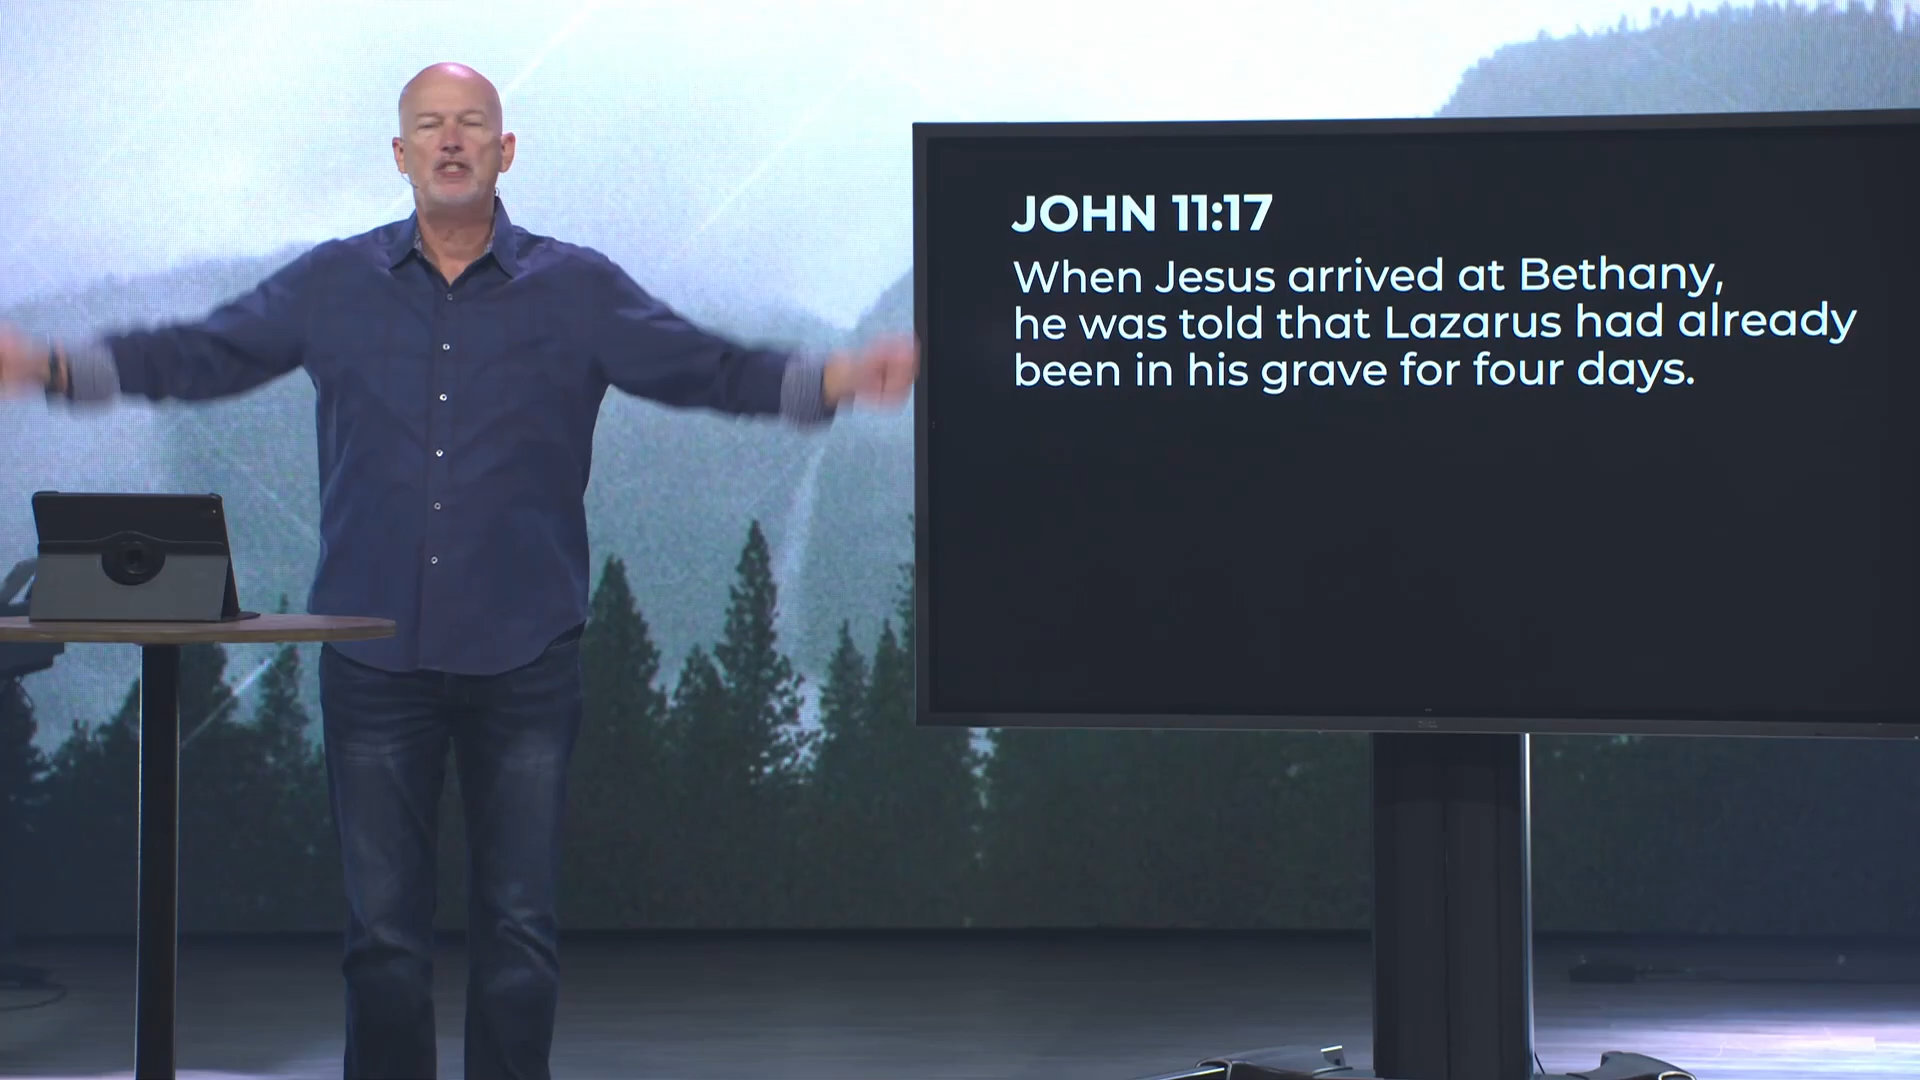 JOHN 11:17
When Jesus arrived at Bethany,
he was told that Lazarus had already
been in his grave for four days.